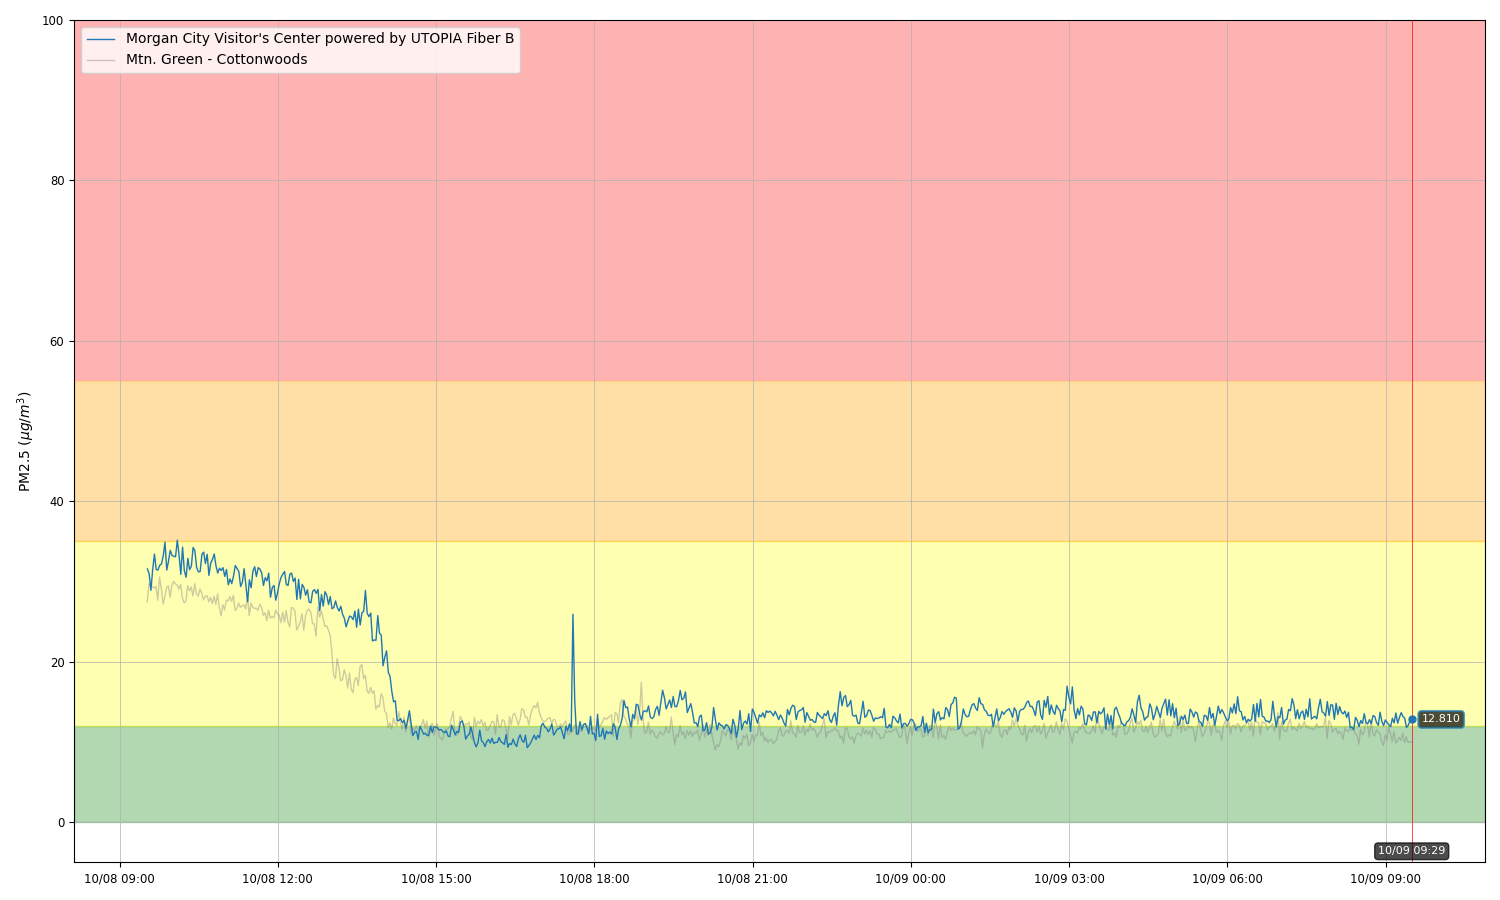 100
Morgan City Visitor's Center powered by UTOPIA Fiber B
Mtn. Green - Cottonwoods
80
60
PM2.5 (μg/m³)
40
20
12.810
0
10/09 09:29
10/08 09:00 10/08 12:00 10/08 15:00 10/08 18:00 10/08 21:00 10/09 00:00 10/09 03:00 10/09 06:00 10/09 09:00